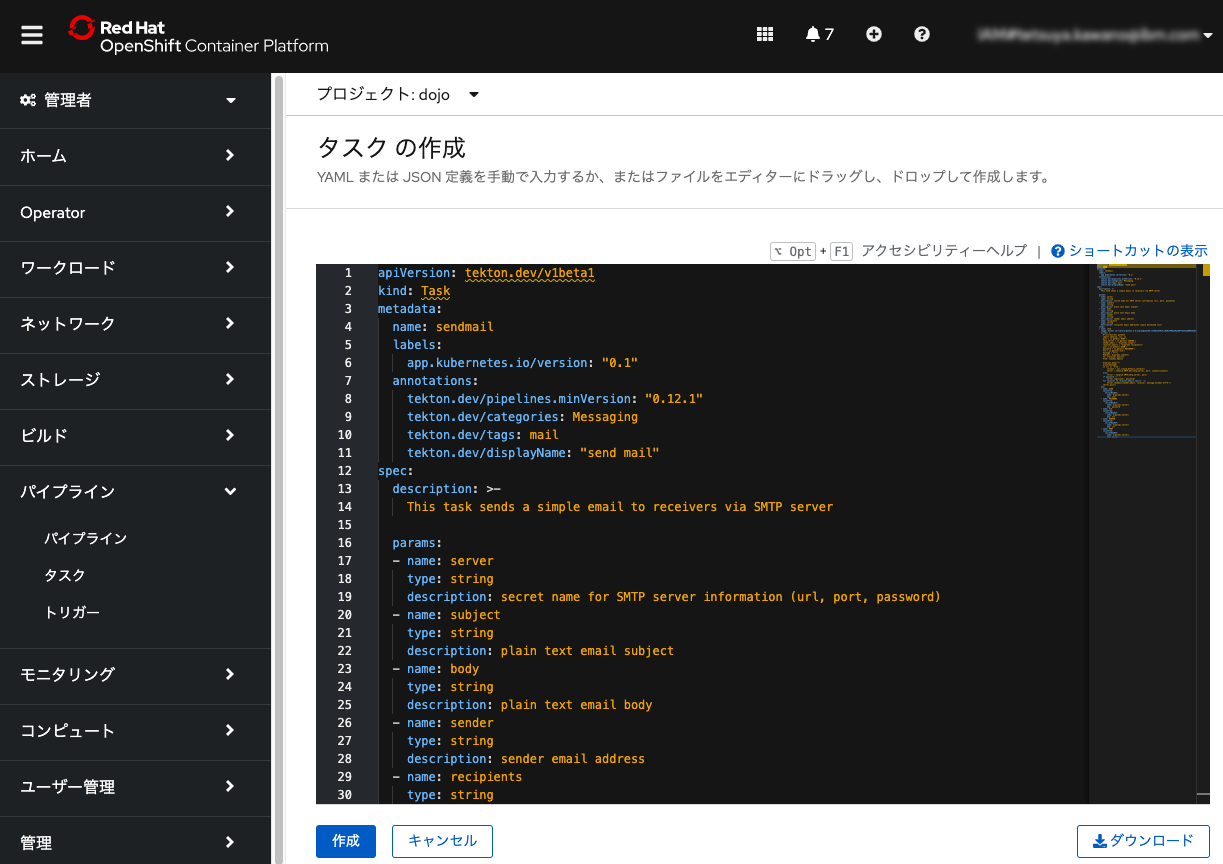 Red Hat
OpenShift Container Platform
7
管理者
ホーム
Operator
ワークロード
ネットワーク
ストレージ
ビルド
パイプライン
パイプライン
タスク
トリガー
モニタリング
コンピュート
ユーザー管理
管理
プロジェクト: dojo
タスク の作成
YAML または JSON 定義を手動で入力するか、またはファイルをエディターにドラッグし、ドロップして作成します。
⌥ Opt + F1 アクセシビリティーヘルプ | ショートカットの表示
1 apiVersion: tekton.dev/v1beta1
2 kind: Task
3 metadata:
4 name: sendmail
5 labels:
6 app.kubernetes.io/version: "0.1"
7 annotations:
8 tekton.dev/pipelines.minVersion: "0.12.1"
9 tekton.dev/categories: Messaging
10 tekton.dev/tags: mail
11 tekton.dev/displayName: "send mail"
12 spec:
13 description: >-
14 This task sends a simple email to receivers via SMTP server
15
16 params:
17 - name: server
18 type: string
19 description: secret name for SMTP server information (url, port, password)
20 - name: subject
21 type: string
22 description: plain text email subject
23 - name: body
24 type: string
25 description: plain text email body
26 - name: sender
27 type: string
28 description: sender email address
29 - name: recipients
30 type: string
作成 キャンセル ダウンロード